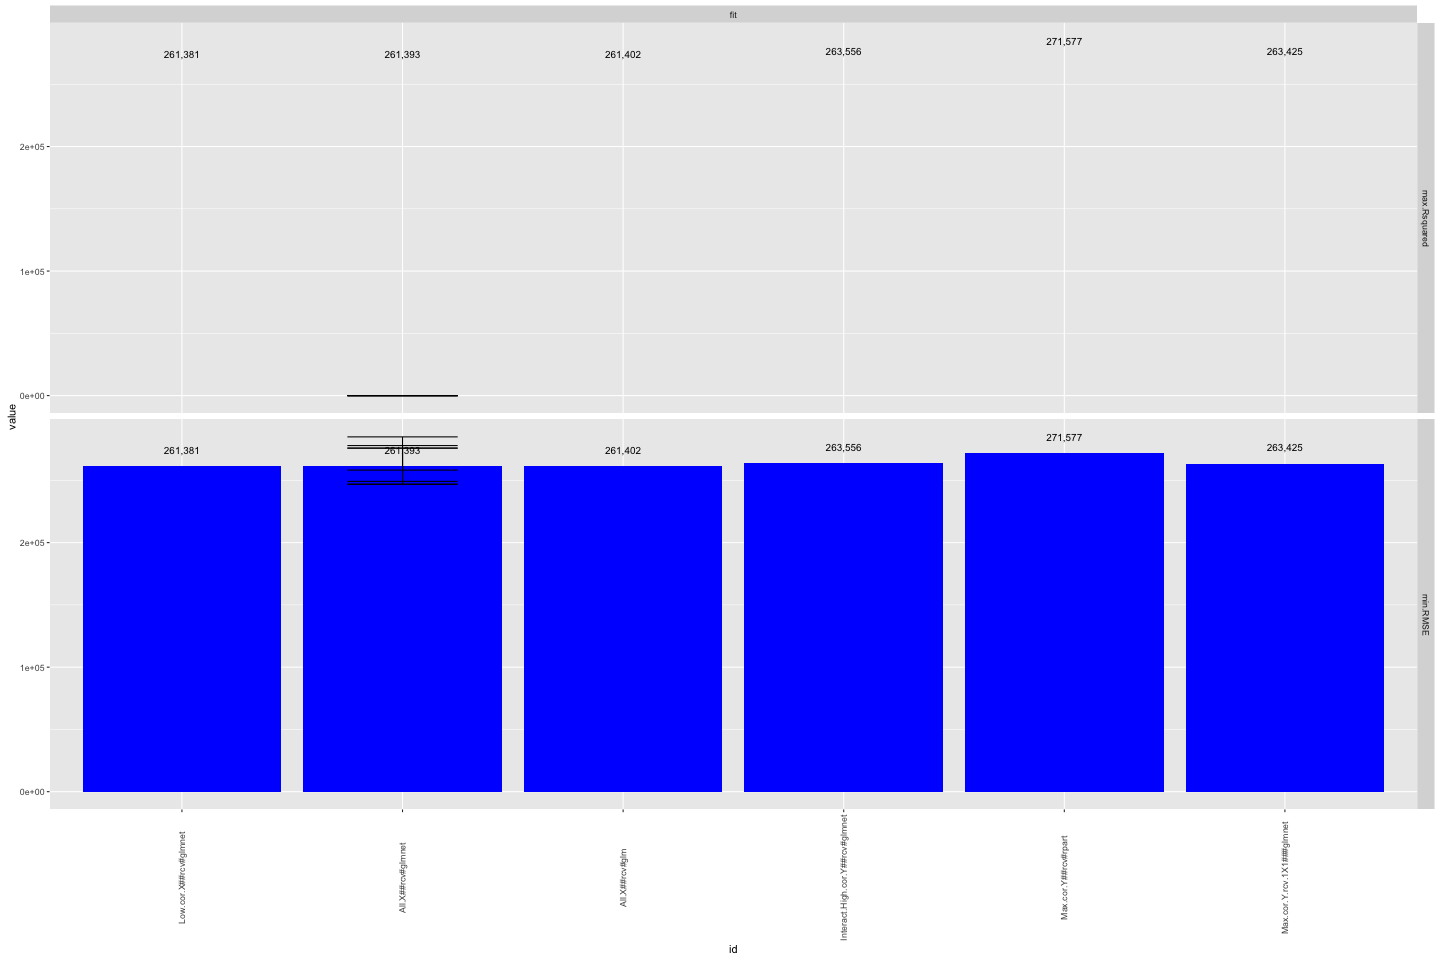 fit
261,381
261,393
261,402
263,556
271,577
263,425
2e+05
1e+05
0e+00
max.Rsquared
value
261,381
261,393
261,402
263,556
271,577
263,425
2e+05
1e+05
0e+00
min.RMSE
Low.cor.X##rcv#glmnet
All.X##rcv#glmnet
All.X##rcv#glm
Interact.High.cor.Y##rcv#glmnet
Max.cor.Y##rcv#rpart
Max.cor.Y.rcv.1X1###glmnet
id